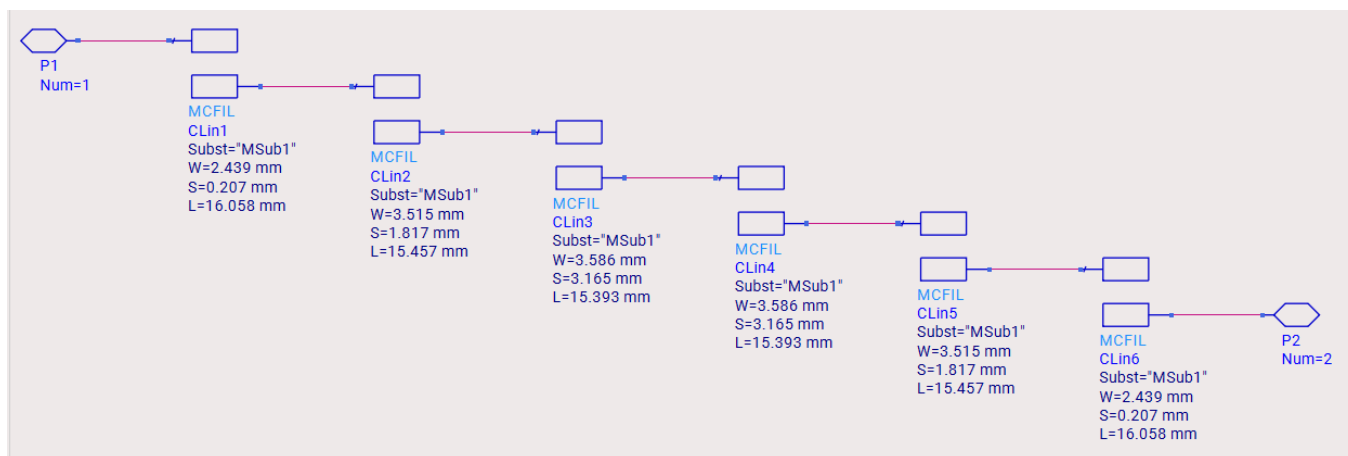 P1
Num=1
MCFIL
CLin1
Subst="MSub1"
W=2.439 mm
S=0.207 mm
L=16.058 mm
MCFIL
CLin2
Subst="MSub1"
W=3.515 mm
S=1.817 mm
L=15.457 mm
MCFIL
CLin3
Subst="MSub1"
W=3.586 mm
S=3.165 mm
L=15.393 mm
MCFIL
CLin4
Subst="MSub1"
W=3.586 mm
S=3.165 mm
L=15.393 mm
MCFIL
CLin5
Subst="MSub1"
W=3.515 mm
S=1.817 mm
L=15.457 mm
MCFIL
CLin6
Subst="MSub1"
W=2.439 mm
S=0.207 mm
L=16.058 mm
P2
Num=2